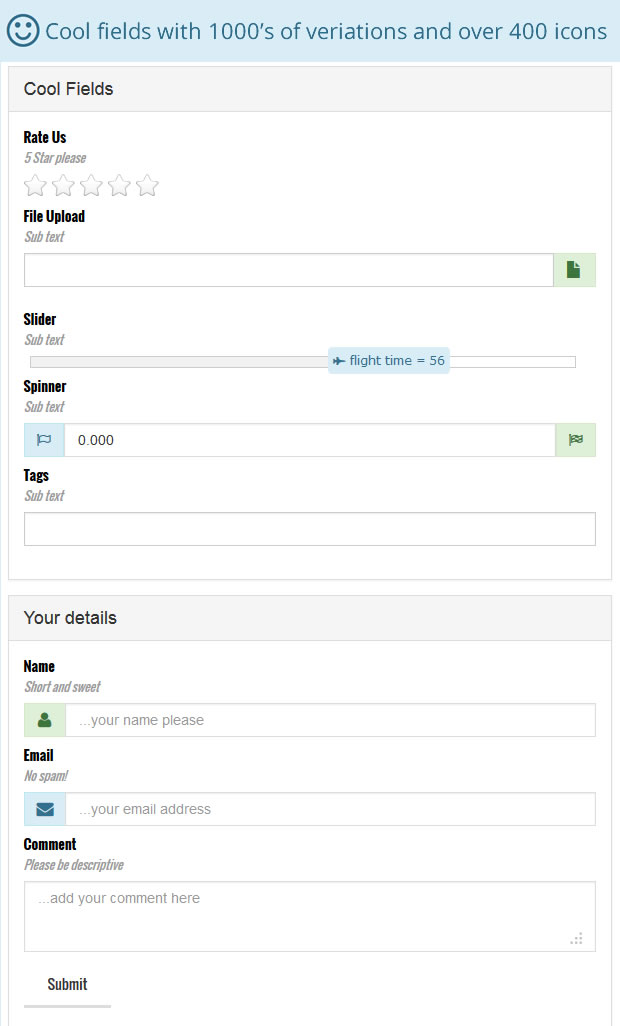 Cool fields with 1000's of veriations and over 400 icons
Cool Fields
Rate Us
5 Star please
File Upload
Sub text
Slider
Sub text
flight time = 56
Spinner
Sub text
0.000
Tags
Sub text
Your details
Name
Short and sweet
...your name please
Email
No spam!
...your email address
Comment
Please be descriptive
...add your comment here
Submit